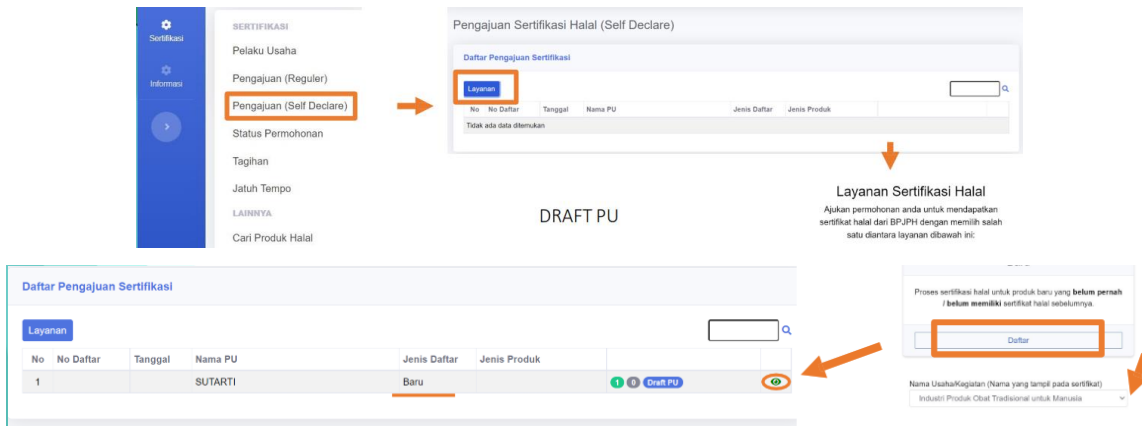 Sertifikasi
Informasi
SERTIFIKASI
Pelaku Usaha
Pengajuan (Reguler)
Pengajuan (Self Declare)
Status Permohonan
Tagihan
Jatuh Tempo
LAINNYA
Cari Produk Halal
Pengajuan Sertifikasi Halal (Self Declare)
Daftar Pengajuan Sertifikasi
Layanan
No No Daftar Tanggal Nama PU Jenis Daftar Jenis Produk
Tidak ada data ditemukan
Layanan Sertifikasi Halal
Ajukan permohonan anda untuk mendapatkan
sertifikat halal dari BPJPH dengan memilih salah
satu diantara layanan dibawah ini:
DRAFT PU
Daftar Pengajuan Sertifikasi
Layanan
No No Daftar Tanggal Nama PU Jenis Daftar Jenis Produk
1 SUTARTI Baru 1 0 Draft PU
Proses sertifikasi halal untuk produk baru yang belum pernah
/ belum memiliki sertifikat halal sebelumnya.
Daftar
Nama Usaha/Kegiatan (Nama yang tampil pada sertifikat)
Industri Produk Obat Tradisional untuk Manusia